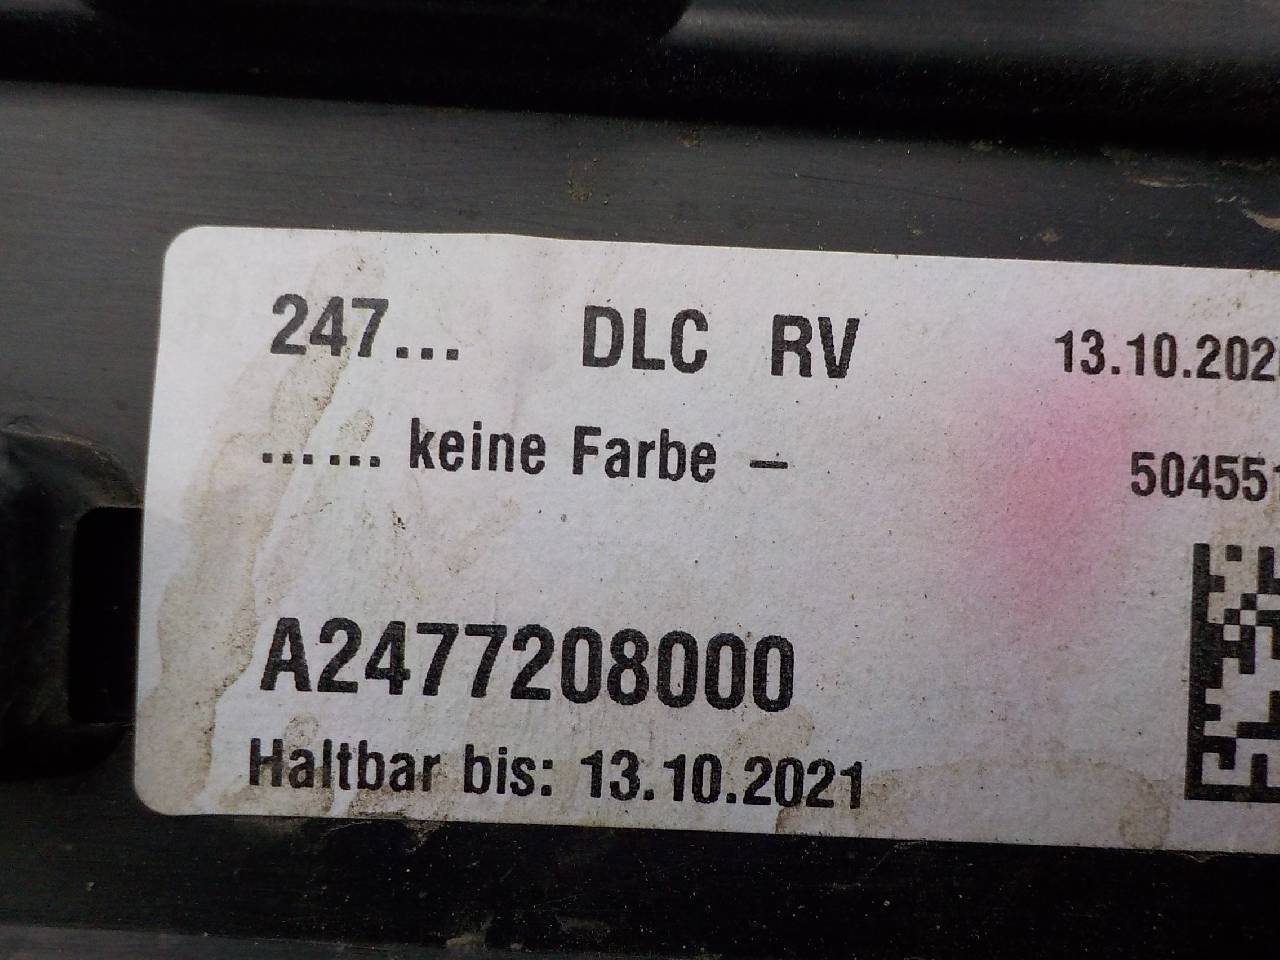 247... DLC RV 13.10.202
...... keine Farbe – 50455
A2477208000
Haltbar bis: 13.10.2021